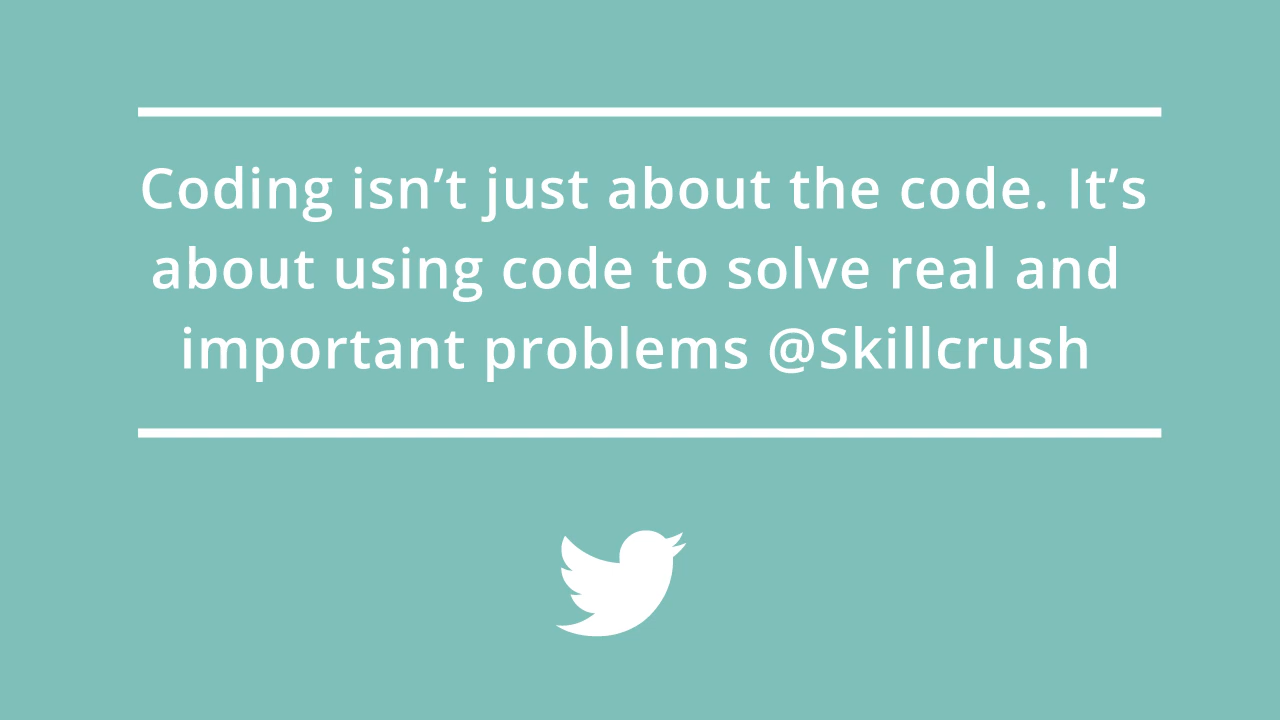 Coding isn’t just about the code. It’s
about using code to solve real and
important problems @Skillcrush